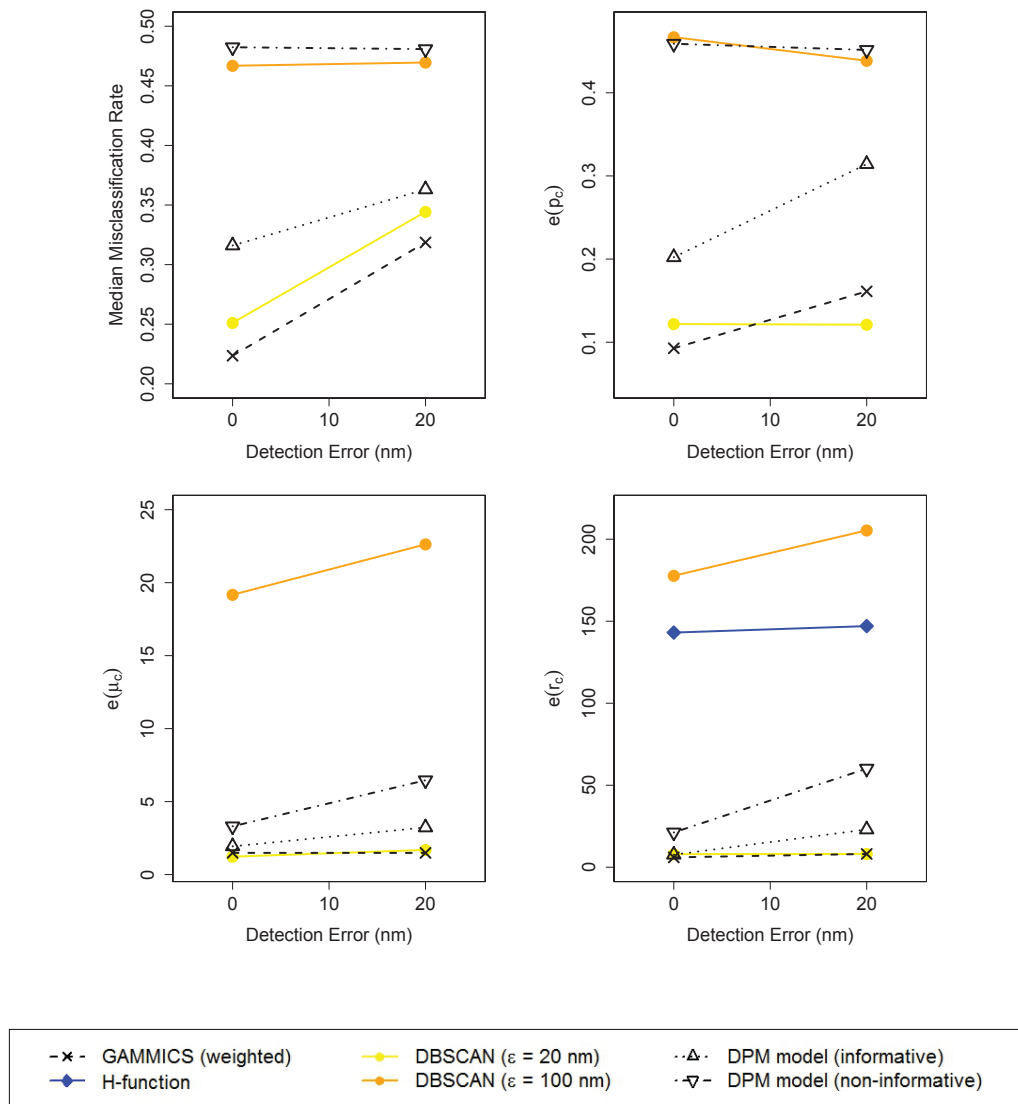 Median Misclassification Rate
0.50
0.45
0.40
0.35
0.30
0.25
0.20
0
10
20
Detection Error (nm)
e(p_c)
0.4
0.3
0.2
0.1
0
10
20
Detection Error (nm)
e(μ_c)
25
20
15
10
5
0
0
10
20
Detection Error (nm)
e(r_c)
200
150
100
50
0
0
10
20
Detection Error (nm)
GAMMICS (weighted)
H-function
DBSCAN (ε = 20 nm)
DBSCAN (ε = 100 nm)
DPM model (informative)
DPM model (non-informative)